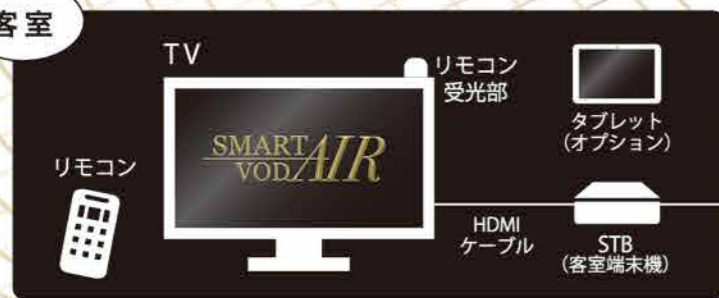 客室
TV
リモコン
受光部
タブレット
(オプション)
リモコン
SMART
VOD AIR
HDMI
ケーブル
STB
(客室端末機)